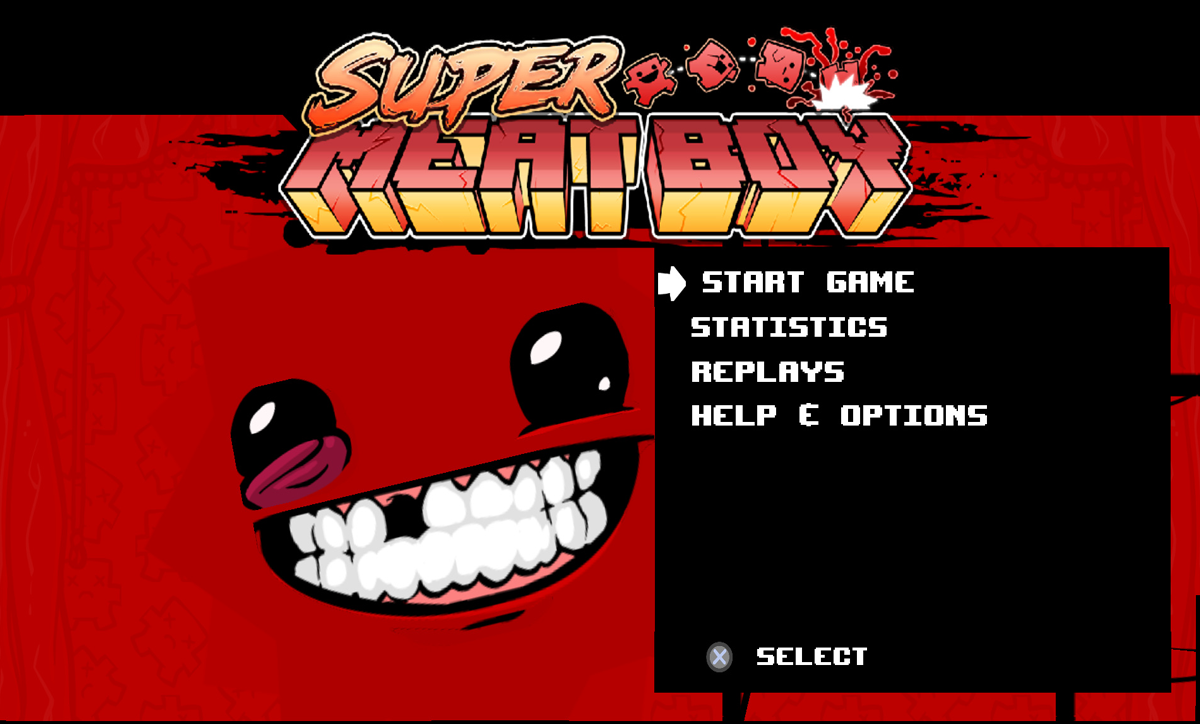 SUPER
MEAT BOY
START GAME
STATISTICS
REPLAYS
HELP & OPTIONS
SELECT